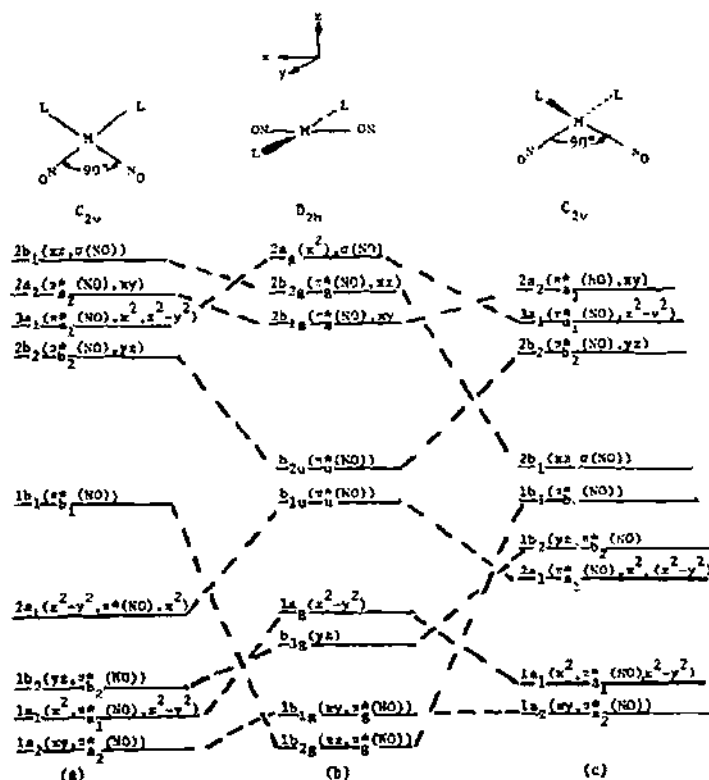 z
x
y
L L
M
90°
ON NO
C2v
L
ON M ON
L
D2h
L L
M
90°
ON NO
C2v
2b1(xz,σ(NO))
2a2(π*a2(NO),xy)
3a1(π*a1(NO),z²,x²-y²)
2b2(π*b2(NO),yz)
1b1(π*b1(NO))
2a1(x²-y²,π*(NO),z²)
1b2(yz,π*b2(NO))
1a1(z²,π*a1(NO),x²-y²)
1a2(xy,π*a2(NO))
(a)
2ag(x²),σ(NO)
2b2g(π*g(NO),xz)
2b1g(π*g(NO),xy)
b2u(π*u(NO))
b1u(π*u(NO))
1ag(x²-y²)
b3g(yz)
1b1g(xy,π*g(NO))
1b2g(xz,π*g(NO))
(b)
2a2(π*a2(NO),xy)
3a1(π*a1(NO),x²-y²)
2b2(π*b2(NO),yz)
2b1(xz,σ(NO))
1b1(π*b1(NO))
1b2(yz,π*b2(NO))
2a1(π*a1(NO),z²,(x²-y²)
1a1(z²,π*a1(NO)x²-y²)
1a2(xy,π*a2(NO))
(c)